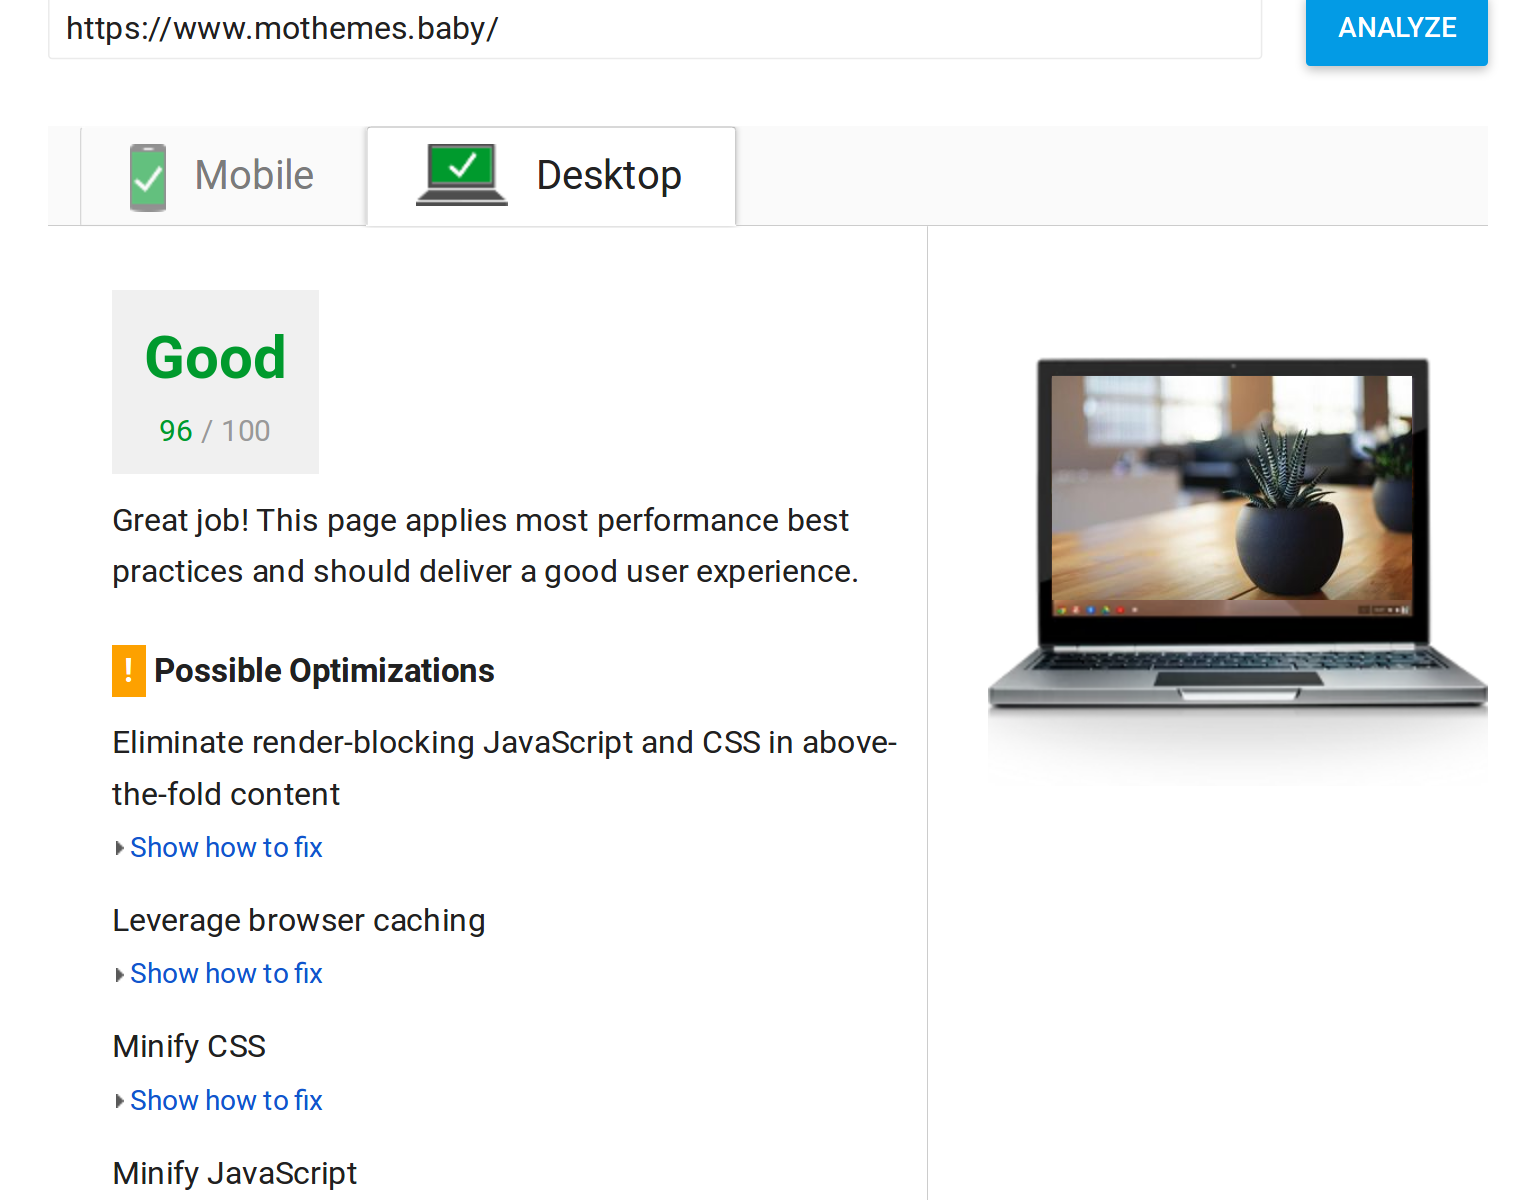 https://www.mothemes.baby/
ANALYZE
Mobile
Desktop
Good
96 / 100
Great job! This page applies most performance best
practices and should deliver a good user experience.
! Possible Optimizations
Eliminate render-blocking JavaScript and CSS in above-
the-fold content
Show how to fix
Leverage browser caching
Show how to fix
Minify CSS
Show how to fix
Minify JavaScript